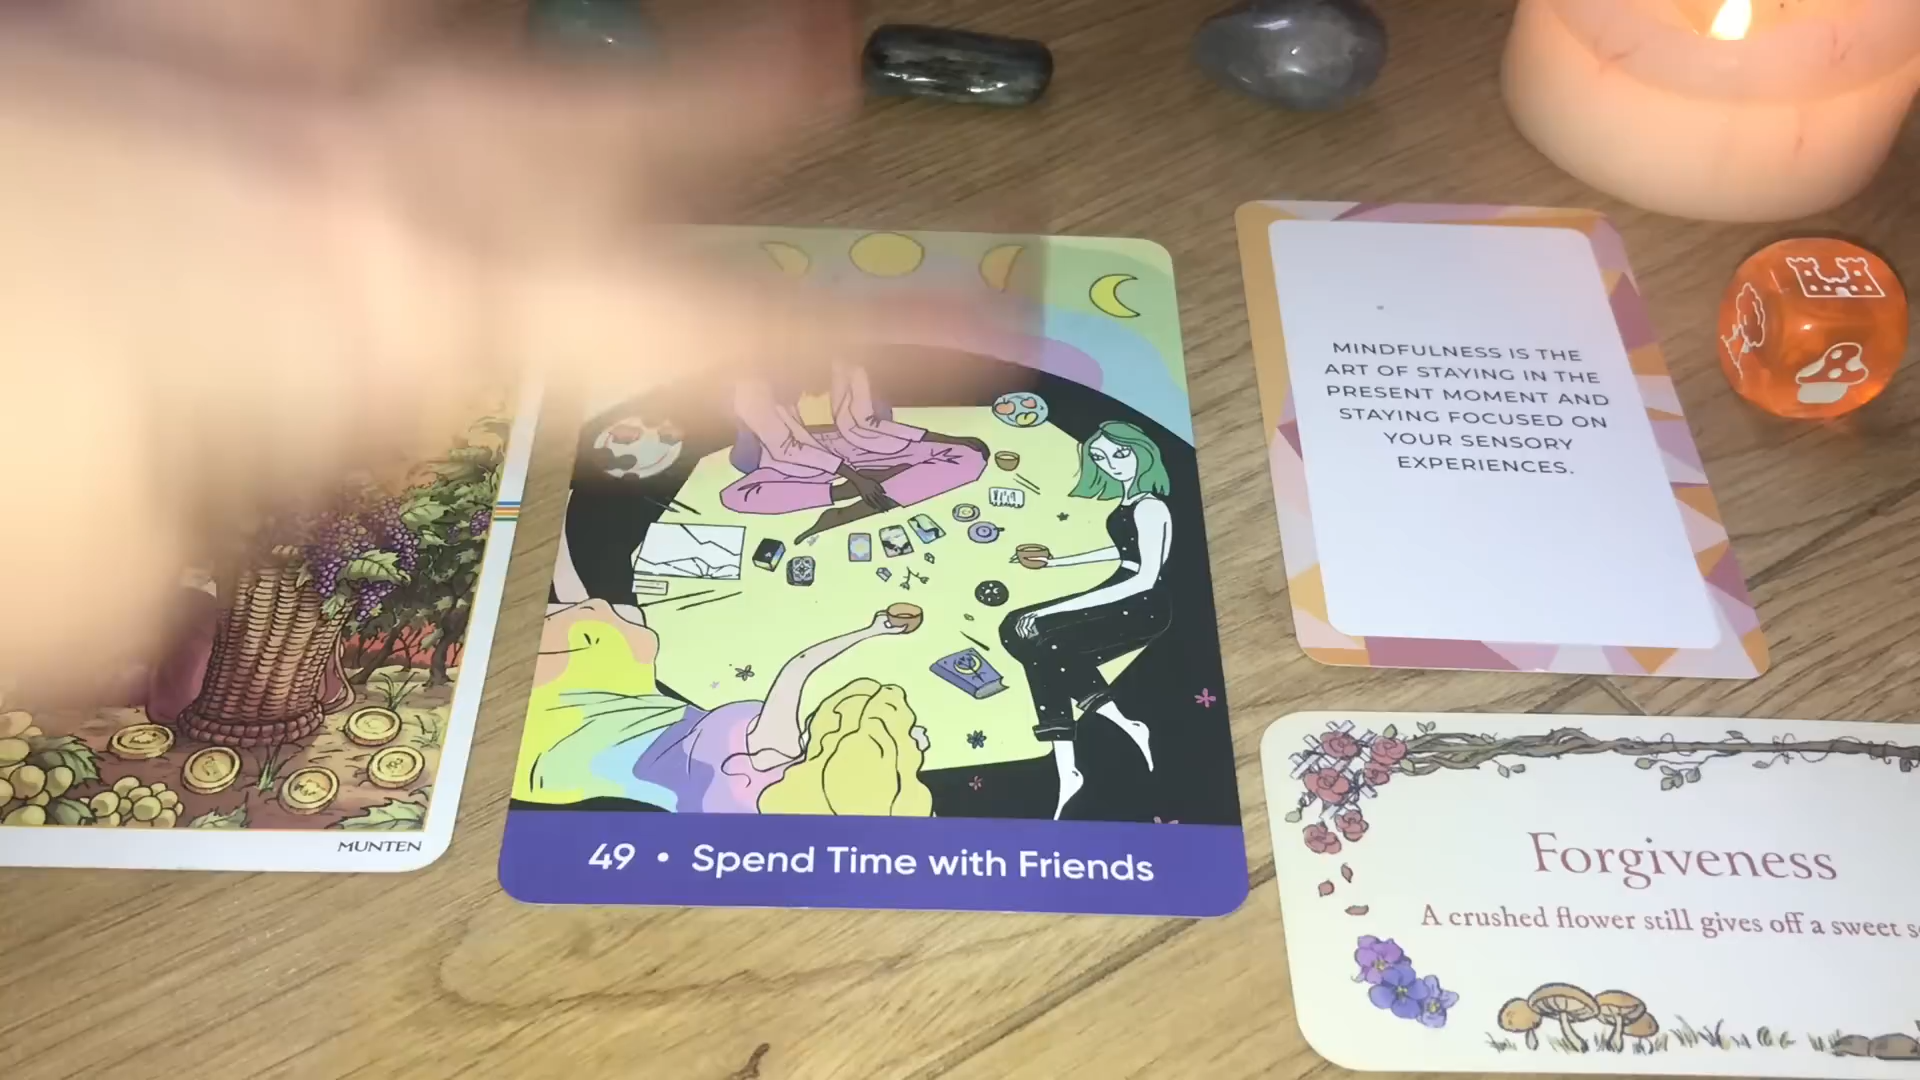 MUNTEN
49 • Spend Time with Friends
MINDFULNESS IS THE
ART OF STAYING IN THE
PRESENT MOMENT AND
STAYING FOCUSED ON
YOUR SENSORY
EXPERIENCES.
Forgiveness
A crushed flower still gives off a sweet